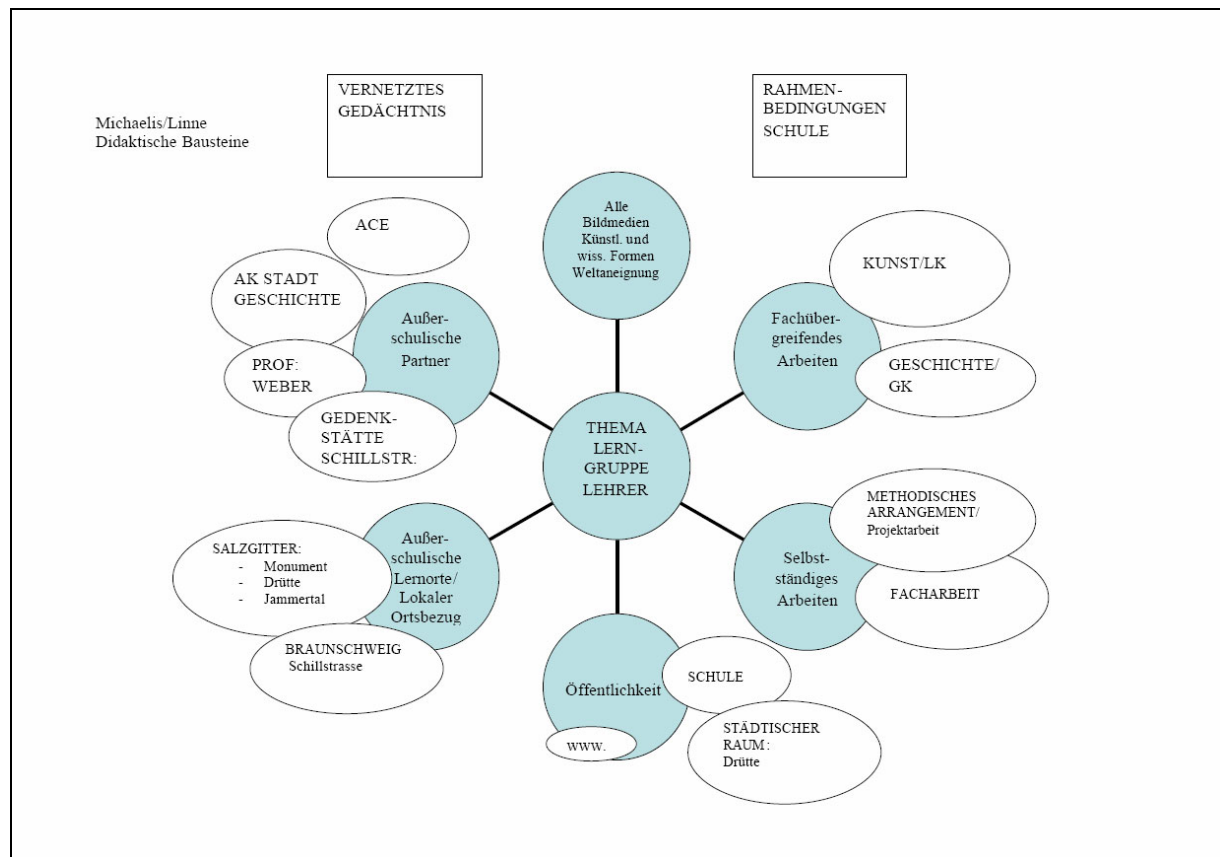 VERNETZTES
GEDÄCHTNIS
RAHMEN-
BEDINGUNGEN
SCHULE
Michaelis/Linne
Didaktische Bausteine
Alle
Bildmedien
Künstl. und
wiss. Formen
Weltaneignung
ACE
AK STADT
GESCHICHTE
Außer-
schulische
Partner
PROF:
WEBER
GEDENK-
STÄTTE
SCHILLSTR:
KUNST/LK
Fachüber-
greifendes
Arbeiten
GESCHICHTE/
GK
THEMA
LERN-
GRUPPE
LEHRER
METHODISCHES
ARRANGEMENT/
Projektarbeit
Selbst-
ständiges
Arbeiten
FACHARBEIT
SALZGITTER:
- Monument
- Drütte
- Jammertal
Außer-
schulische
Lernorte/
Lokaler
Ortsbezug
BRAUNSCHWEIG
Schillstrasse
Öffentlichkeit
SCHULE
www.
STÄDTISCHER
RAUM:
Drütte